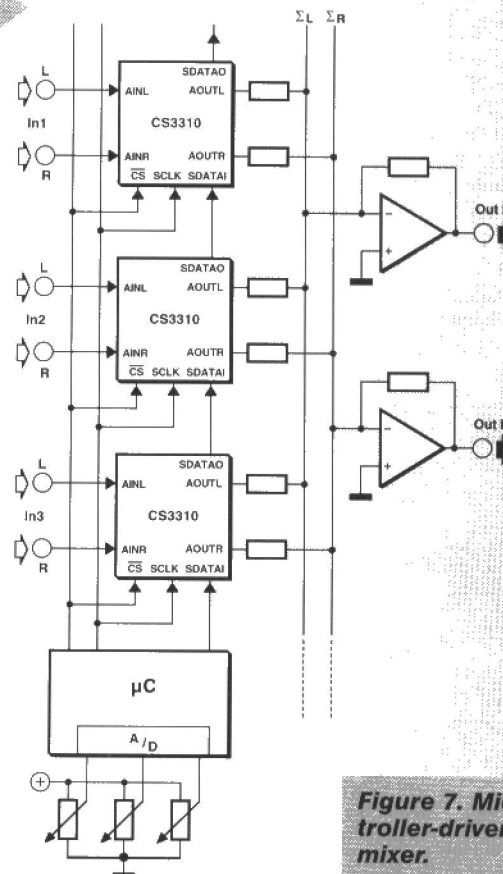 ΣL ΣR
SDATAO
L
AINL AOUTL
In1 CS3310
AINR AOUTR
R
CS SCLK SDATAI
Out
SDATAO
L
AINL AOUTL
In2 CS3310
AINR AOUTR
R
CS SCLK SDATAI
Out
SDATAO
L
AINL AOUTL
In3 CS3310
AINR AOUTR
R
CS SCLK SDATAI
μC
A/D
Figure 7.
troller-driven
mixer.